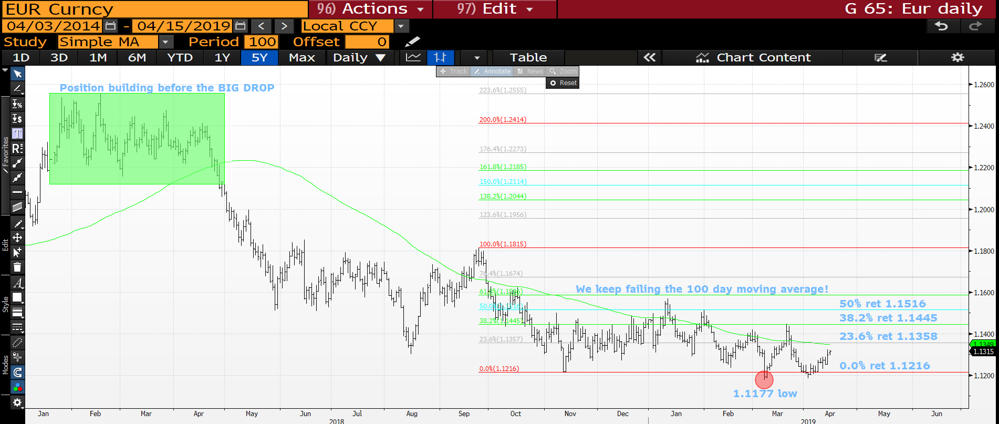 EUR Curncy
96) Actions
97) Edit
G 65: Eur daily
04/03/2014 - 04/15/2019 < > Local CCY
Study Simple MA Period 100 Offset 0
1D 3D 1M 6M YTD 1Y 5Y Max Daily Table Chart Content
Track Annotate News Zoom
Reset
Favorites
Edit
Style
Modes
Position building before the BIG DROP
223.6%(1.2555)
200.0%(1.2414)
176.4%(1.2273)
161.8%(1.2185)
150.0%(1.2114)
138.2%(1.2044)
123.6%(1.1956)
100.0%(1.1815)
76.4%(1.1674)
We keep failing the 100 day moving average!
50.0%(1.1516)
50% ret 1.1516
38.2%(1.1445)
38.2% ret 1.1445
23.6%(1.1357)
23.6% ret 1.1358
0.0%(1.1216)
0.0% ret 1.1216
1.1177 low
1.2600
1.2400
1.2200
1.2000
1.1800
1.1600
1.1400
1.1349
1.1315
1.1200
Jan Feb Mar Apr May Jun Jul Aug Sep Oct Nov Dec Jan Feb Mar Apr May Jun
2018 2019